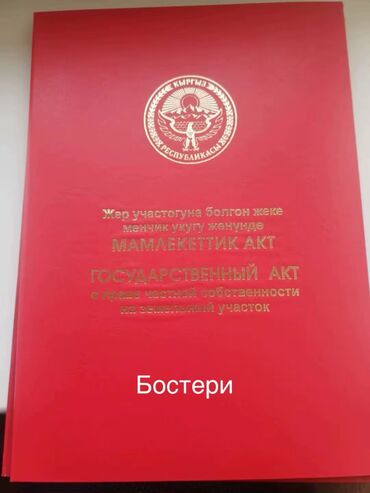 КЫРГЫЗ
РЕСПУБЛИКАСЫ
Жер участогуна болгон жеке
менчик укугу жөнүндө
МАМЛЕКЕТТИК АКТ
ГОСУДАРСТВЕННЫЙ АКТ
о праве частной собственности
на земельный участок
Бостери